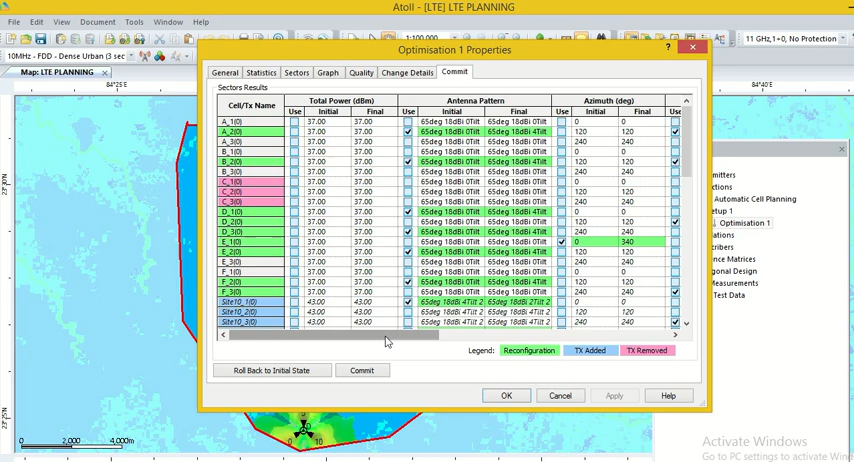 Atoll - [LTE] LTE PLANNING
File Edit View Document Tools Window Help
1:100,000
11 GHz,1+0, No Protection
10MHz - FDD - Dense Urban (3 sec
Map: LTE PLANNING
84°25'E
84°40'E
23°30'N
23°25'N
Optimisation 1 Properties
General Statistics Sectors Graph Quality Change Details Commit
Sectors Results
Cell/Tx Name Total Power (dBm) Antenna Pattern Azimuth (deg)
Use Initial Final Use Initial Final Use Initial Final Use
A_1(0) 37.00 37.00 65deg 18dBi 0Tilt 65deg 18dBi 0Tilt 0 0
A_2(0) 37.00 37.00 65deg 18dBi 0Tilt 65deg 18dBi 4Tilt 120 120
A_3(0) 37.00 37.00 65deg 18dBi 0Tilt 65deg 18dBi 0Tilt 240 240
B_1(0) 37.00 37.00 65deg 18dBi 0Tilt 65deg 18dBi 0Tilt 0 0
B_2(0) 37.00 37.00 65deg 18dBi 0Tilt 65deg 18dBi 4Tilt 120 120
B_3(0) 37.00 37.00 65deg 18dBi 0Tilt 65deg 18dBi 0Tilt 240 240
C_1(0) 37.00 37.00 65deg 18dBi 0Tilt 65deg 18dBi 0Tilt 0 0
C_2(0) 37.00 37.00 65deg 18dBi 0Tilt 65deg 18dBi 0Tilt 120 120
C_3(0) 37.00 37.00 65deg 18dBi 0Tilt 65deg 18dBi 0Tilt 240 240
D_1(0) 37.00 37.00 65deg 18dBi 0Tilt 65deg 18dBi 4Tilt 0 0
D_2(0) 37.00 37.00 65deg 18dBi 0Tilt 65deg 18dBi 0Tilt 120 120
D_3(0) 37.00 37.00 65deg 18dBi 0Tilt 65deg 18dBi 4Tilt 240 240
E_1(0) 37.00 37.00 65deg 18dBi 0Tilt 65deg 18dBi 0Tilt 0 340
E_2(0) 37.00 37.00 65deg 18dBi 0Tilt 65deg 18dBi 4Tilt 120 120
E_3(0) 37.00 37.00 65deg 18dBi 0Tilt 65deg 18dBi 0Tilt 240 240
F_1(0) 37.00 37.00 65deg 18dBi 0Tilt 65deg 18dBi 0Tilt 0 0
F_2(0) 37.00 37.00 65deg 18dBi 0Tilt 65deg 18dBi 4Tilt 120 120
F_3(0) 37.00 37.00 65deg 18dBi 0Tilt 65deg 18dBi 4Tilt 240 240
Site10_1(0) 43.00 43.00 65deg 18dBi 4Tilt 2 65deg 18dBi 2Tilt 2 0 0
Site10_2(0) 43.00 43.00 65deg 18dBi 4Tilt 2 65deg 18dBi 4Tilt 2 120 120
Site10_3(0) 43.00 43.00 65deg 18dBi 4Tilt 2 65deg 18dBi 4Tilt 2 240 240
Legend: Reconfiguration TX Added TX Removed
Roll Back to Initial State Commit
OK Cancel Apply Help
mitters
ctions
Automatic Cell Planning
etup 1
Optimisation 1
ations
cribers
nce Matrices
gonal Design
Measurements
Test Data
0 2,000 4,000m
0 10
Activate Windows
Go to PC settings to activate Wind